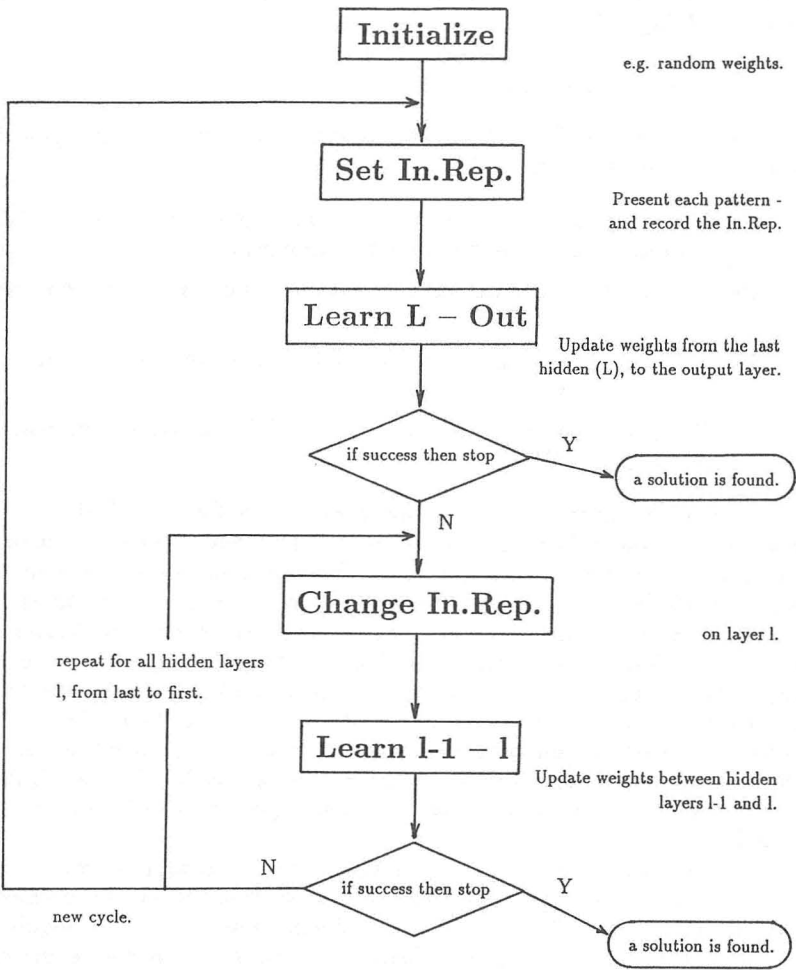 Initialize
e.g. random weights.
Set In.Rep.
Present each pattern -
and record the In.Rep.
Learn L – Out
Update weights from the last
hidden (L), to the output layer.
if success then stop
Y
a solution is found.
N
Change In.Rep.
on layer l.
repeat for all hidden layers
l, from last to first.
Learn l-1 – l
Update weights between hidden
layers l-1 and l.
N
if success then stop
Y
new cycle.
a solution is found.